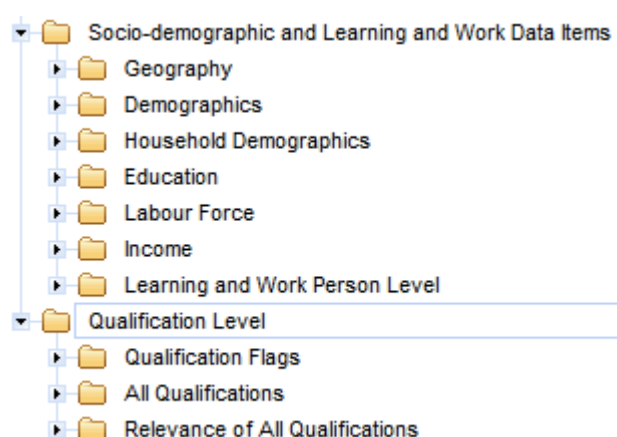 Socio-demographic and Learning and Work Data Items
Geography
Demographics
Household Demographics
Education
Labour Force
Income
Learning and Work Person Level
Qualification Level
Qualification Flags
All Qualifications
Relevance of All Qualifications